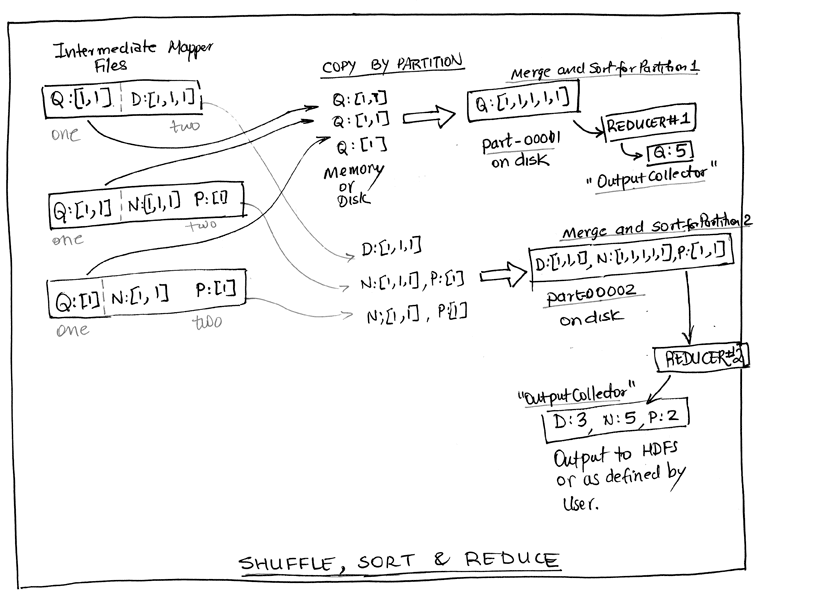 Intermediate Mapper
Files
Q:[1,1] D:[1,1,1]
one two
Q:[1,1] N:[1,1,1] P:[1]
one two
Q:[1] N:[1,1] P:[1]
one two
COPY BY PARTITION
Q:[1,1]
Q:[1,1]
Q:[1]
Memory
or
Disk
D:[1,1,1]
N:[1,1,1], P:[1]
N:[1,1], P:[1]
Merge and Sort for Partition 1
Q:[1,1,1,1,1]
part-00001
on disk
REDUCER#1
Q:5
"Output Collector"
Merge and Sort for Partition 2
D:[1,1,1], N:[1,1,1,1,1], P:[1,1]
part-00002
on disk
REDUCER#2
"Output Collector"
D:3, N:5, P:2
Output to HDFS
or as defined by
User.
SHUFFLE, SORT & REDUCE